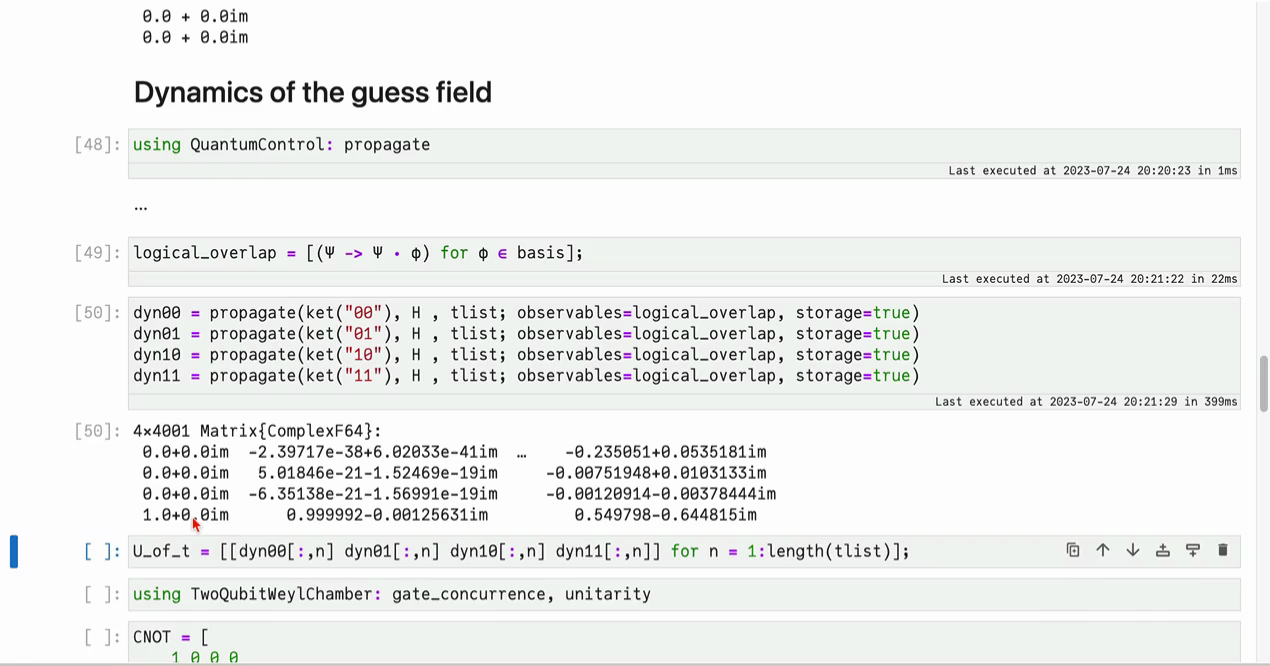 0.0 + 0.0im
0.0 + 0.0im
Dynamics of the guess field
[48]: using QuantumControl: propagate
Last executed at 2023-07-24 20:20:23 in 1ms
...
[49]: logical_overlap = [(Ψ -> Ψ ⋅ ϕ) for ϕ ∈ basis];
Last executed at 2023-07-24 20:21:22 in 22ms
[50]: dyn00 = propagate(ket("00"), H , tlist; observables=logical_overlap, storage=true)
dyn01 = propagate(ket("01"), H , tlist; observables=logical_overlap, storage=true)
dyn10 = propagate(ket("10"), H , tlist; observables=logical_overlap, storage=true)
dyn11 = propagate(ket("11"), H , tlist; observables=logical_overlap, storage=true)
Last executed at 2023-07-24 20:21:29 in 399ms
[50]: 4×4001 Matrix{ComplexF64}:
0.0+0.0im -2.39717e-38+6.02033e-41im … -0.235051+0.0535181im
0.0+0.0im 5.01846e-21-1.52469e-19im -0.00751948+0.0103133im
0.0+0.0im -6.35138e-21-1.56991e-19im -0.00120914-0.00378444im
1.0+0.0im 0.999992-0.00125631im 0.549798-0.644815im
[ ]: U_of_t = [[dyn00[:,n] dyn01[:,n] dyn10[:,n] dyn11[:,n]] for n = 1:length(tlist)];
[ ]: using TwoQubitWeylChamber: gate_concurrence, unitarity
[ ]: CNOT = [
1 0 0 0